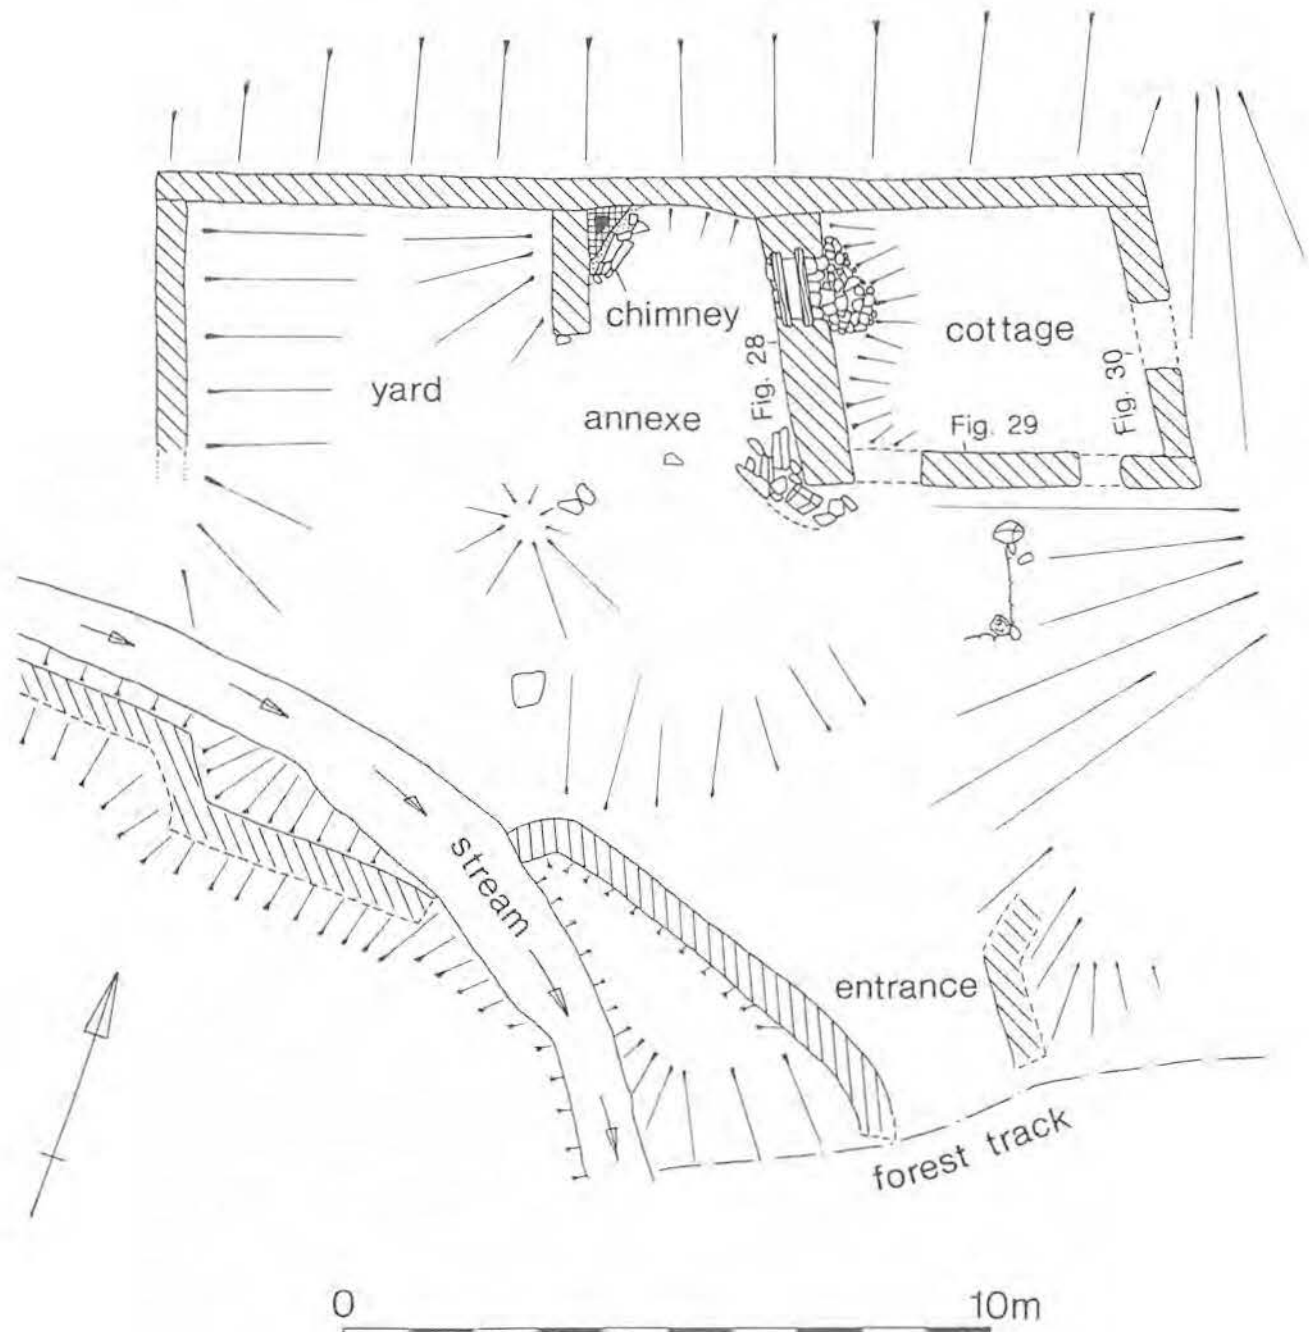 chimney
cottage
Fig. 28
Fig. 30
yard
annexe
Fig. 29
stream
entrance
forest track
0 10m